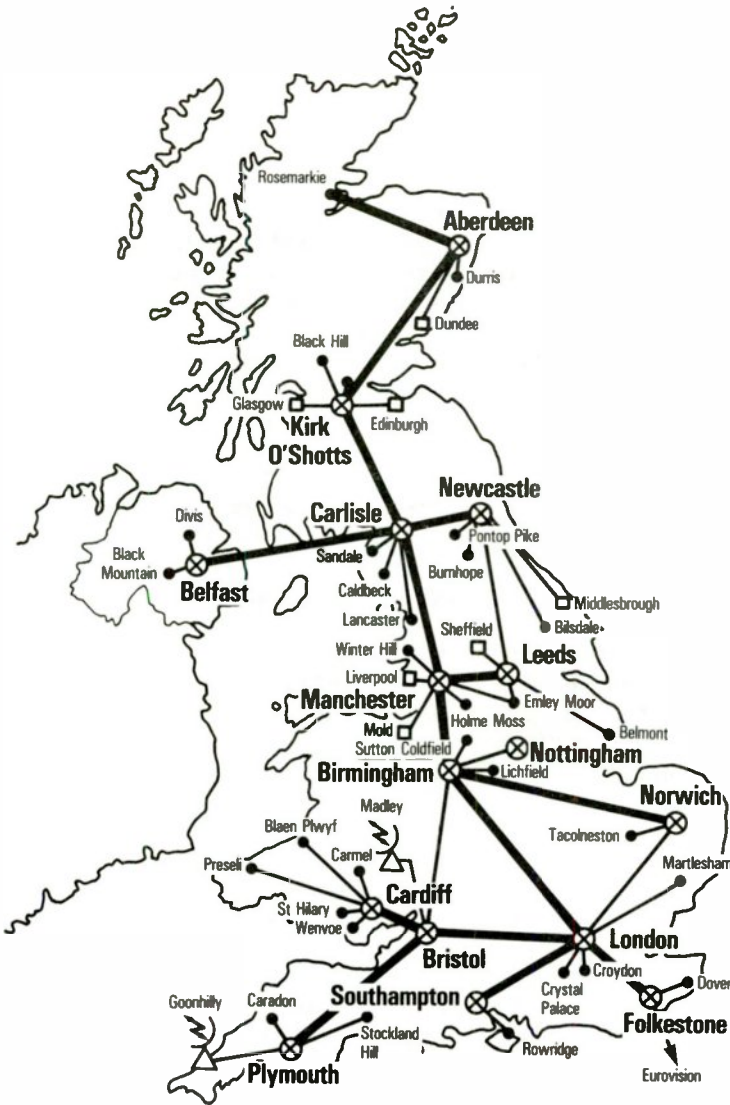 Rosemarkie
Aberdeen
Durris
Dundee
Black Hill
Glasgow
Edinburgh
Kirk
O'Shotts
Newcastle
Carlisle
Divis
Pontop Pike
Black
Mountain
Sandale
Burnhope
Belfast
Caldbeck
Middlesbrough
Lancaster
Bilsdale
Sheffield
Winter Hill
Leeds
Liverpool
Manchester
Emley Moor
Holme Moss
Mold
Belmont
Sutton Coldfield
Nottingham
Birmingham
Lichfield
Norwich
Madley
Blaen Plwyf
Tacolneston
Carmel
Preseli
Martlesham
Cardiff
St Hilary
Wenvoe
London
Bristol
Croydon
Dover
Crystal
Palace
Southampton
Goonhilly
Caradon
Folkestone
Stockland
Hill
Rowridge
Plymouth
Eurovision